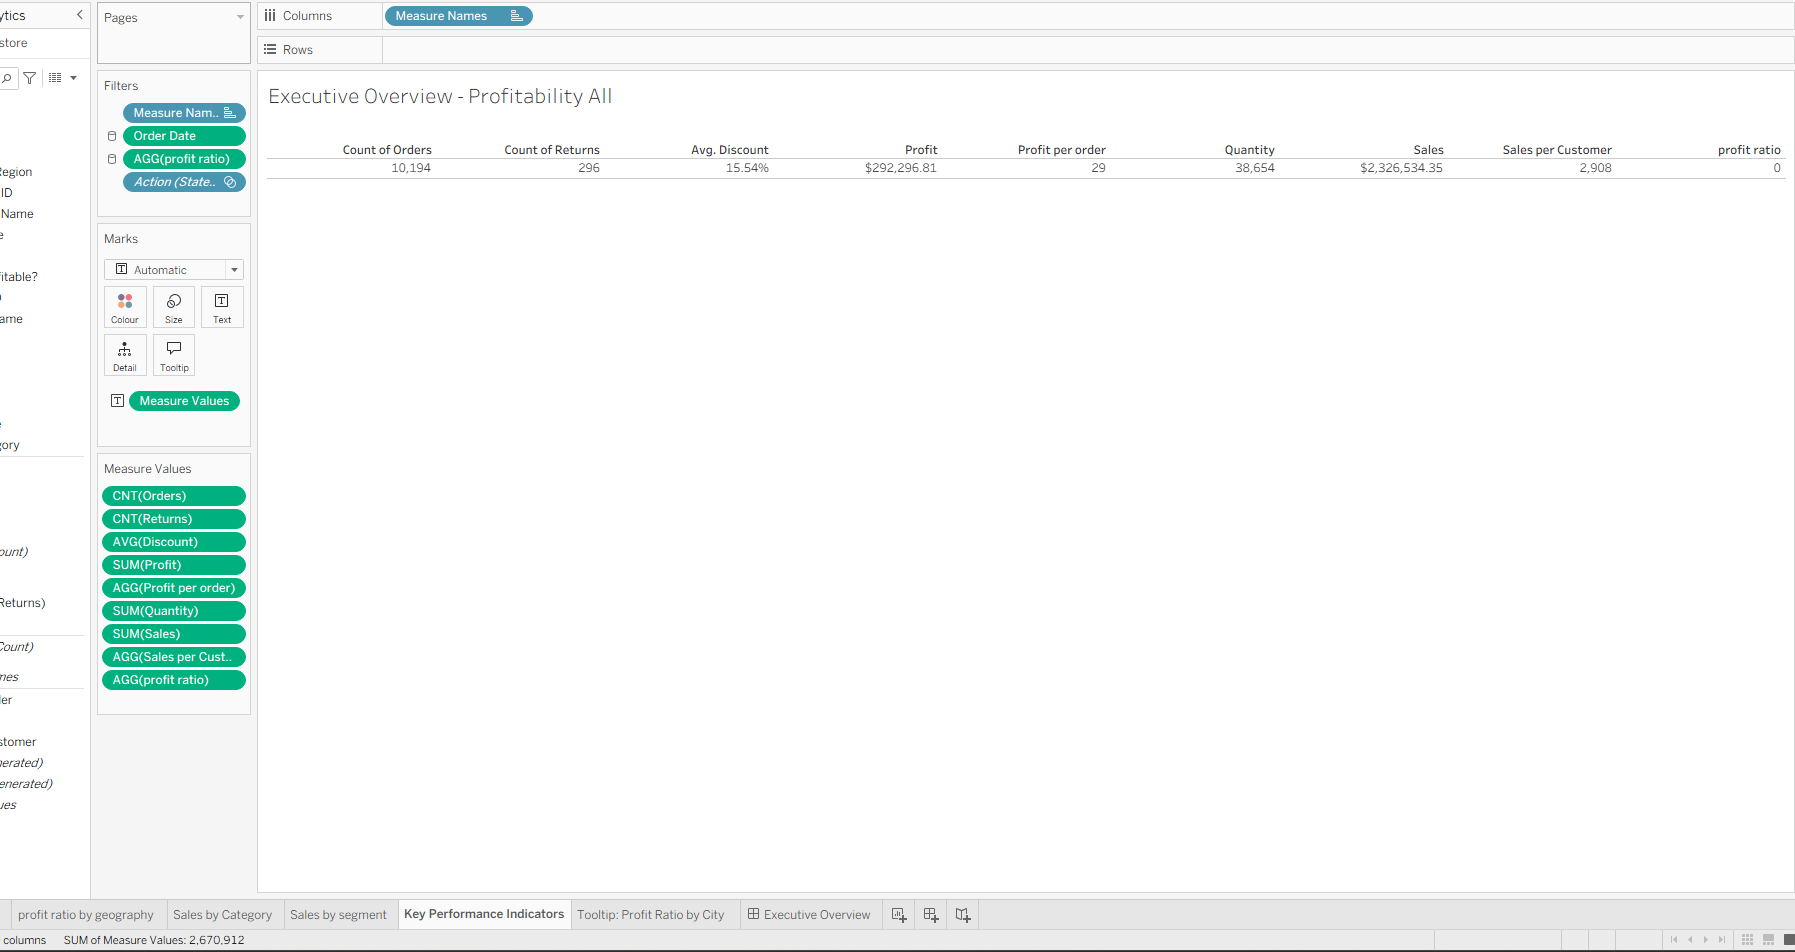 ytics
store
Region
ID
Name
e
itable?
ame
e
gory
ount)
Returns)
Count)
mes
ler
stomer
nerated)
enerated)
ues
Pages
Filters
Measure Nam..
Order Date
AGG(profit ratio)
Action (State..
Marks
Automatic
Colour
Size
Text
Detail
Tooltip
Measure Values
Measure Values
CNT(Orders)
CNT(Returns)
AVG(Discount)
SUM(Profit)
AGG(Profit per order)
SUM(Quantity)
SUM(Sales)
AGG(Sales per Cust..
AGG(profit ratio)
Columns Measure Names
Rows
Executive Overview - Profitability All
Count of Orders Count of Returns Avg. Discount Profit Profit per order Quantity Sales Sales per Customer profit ratio
10,194 296 15.54% $292,296.81 29 38,654 $2,326,534.35 2,908 0
profit ratio by geography Sales by Category Sales by segment Key Performance Indicators Tooltip: Profit Ratio by City Executive Overview
columns SUM of Measure Values: 2,670,912